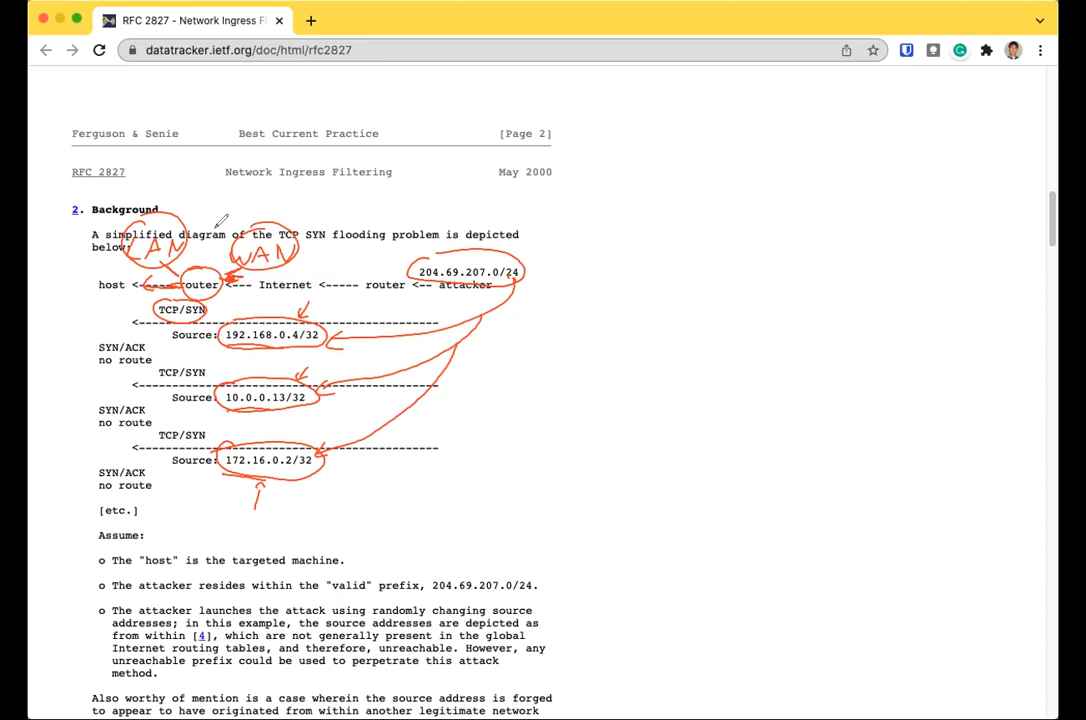 RFC 2827 - Network Ingress Fi
datatracker.ietf.org/doc/html/rfc2827
Ferguson & Senie Best Current Practice [Page 2]
RFC 2827 Network Ingress Filtering May 2000
2. Background
A simplified diagram of the TCP SYN flooding problem is depicted
below:
LAN WAN
204.69.207.0/24
host <----- router <--- Internet <----- router <-- attacker
TCP/SYN
<---------------------------------------------
Source: 192.168.0.4/32
SYN/ACK
no route
TCP/SYN
<---------------------------------------------
Source: 10.0.0.13/32
SYN/ACK
no route
TCP/SYN
<---------------------------------------------
Source: 172.16.0.2/32
SYN/ACK
no route
[etc.]
Assume:
o The "host" is the targeted machine.
o The attacker resides within the "valid" prefix, 204.69.207.0/24.
o The attacker launches the attack using randomly changing source
addresses; in this example, the source addresses are depicted as
from within [4], which are not generally present in the global
Internet routing tables, and therefore, unreachable. However, any
unreachable prefix could be used to perpetrate this attack
method.
Also worthy of mention is a case wherein the source address is forged
to appear to have originated from within another legitimate network